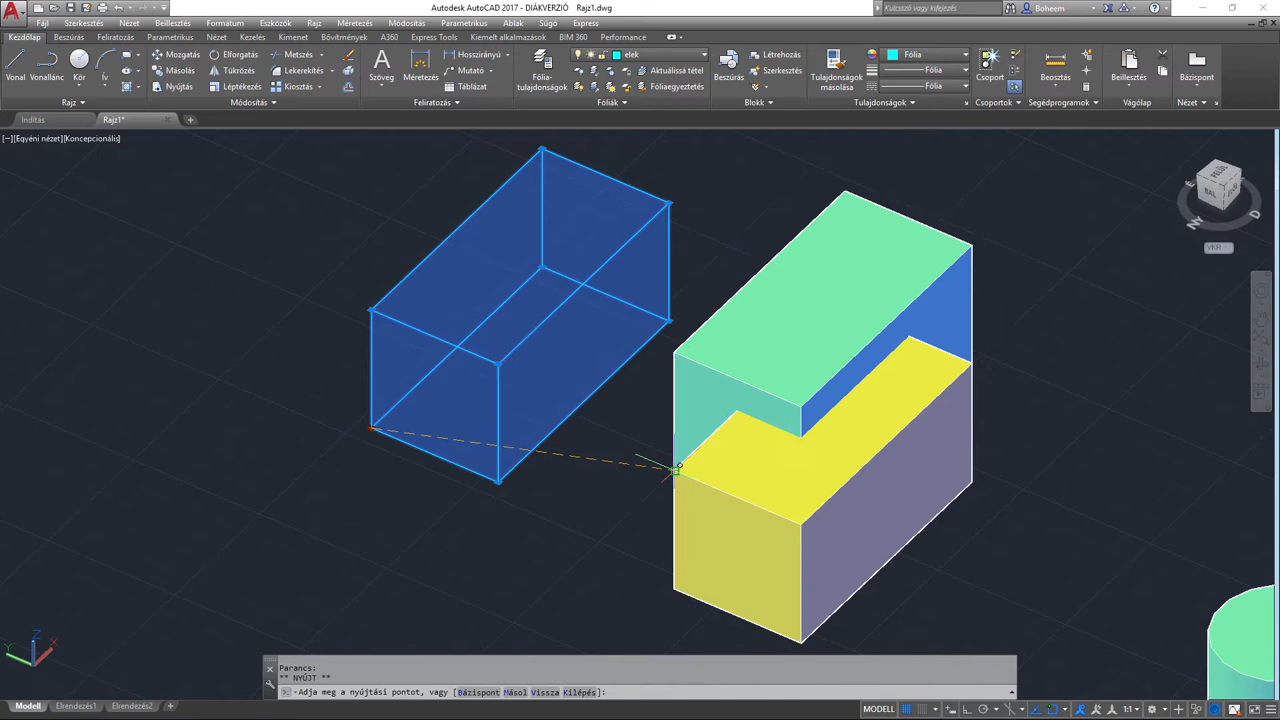 Autodesk AutoCAD 2017 - DIÁKVERZIÓ Rajz1.dwg
Kulcsszó vagy kifejezés
Boheem
Fájl Szerkesztés Nézet Beillesztés Formátum Eszközök Rajz Méretezés Módosítás Parametrikus Ablak Súgó Express
Kezdőlap Beszúrás Feliratozás Parametrikus Nézet Kezelés Kimenet Bővítmények A360 Express Tools Kiemelt alkalmazások BIM 360 Performance
Vonal Vonallánc Kör Ív
Mozgatás Elforgatás Metszés
Másolás Tükrözés Lekerekítés
Nyújtás Léptékezés Kiosztás
Szöveg Méretezés
Hosszúirány
Mutató
Táblázat
Fólia-tulajdonságok
elek
Aktuálissá tétel
Fóliaegyeztetés
Beszúrás
Létrehozás
Szerkesztés
Tulajdonságok másolása
Fólia
Fólia
Fólia
Csoport Beosztás Beillesztés Bázispont
Rajz Módosítás Feliratozás Fóliák Blokk Tulajdonságok Csoportok Segédprogramok Vágólap Nézet
Indítás Rajz1*
[−][Egyéni nézet][Koncepcionális]
BAL
NY
D
VKR
Z
Y X
Parancs:
** NYÚJT **
Adja meg a nyújtási pontot, vagy [Bázispont Másol Vissza Kilépés]:
Modell Elrendezés1 Elrendezés2
MODELL
1:1